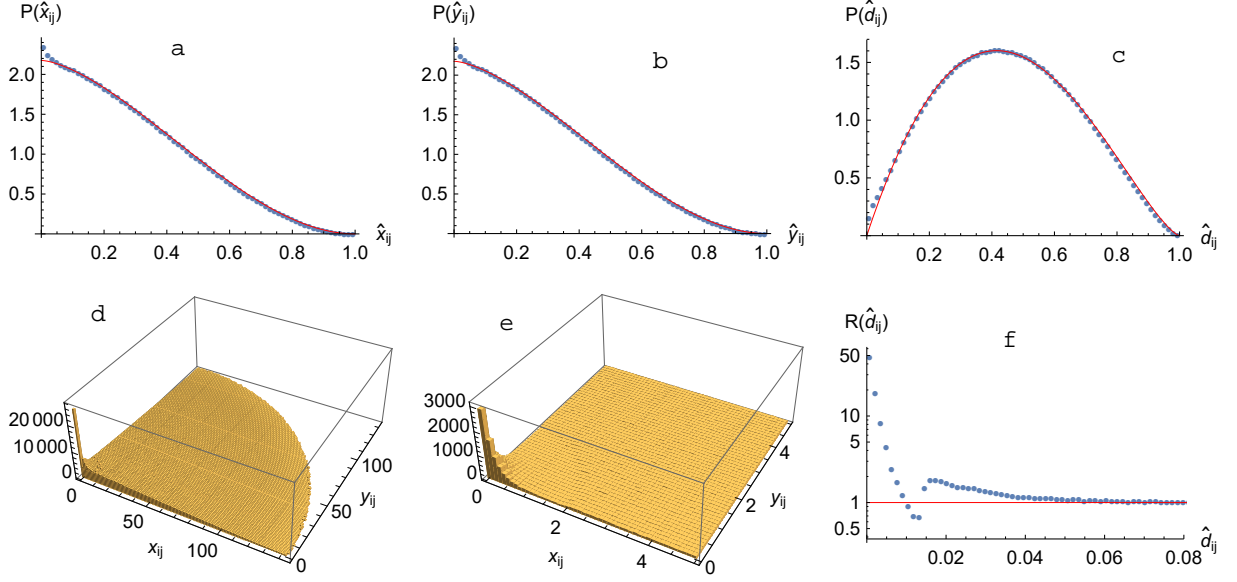 P(x̂ij)
a
2.0
1.5
1.0
0.5
0.2 0.4 0.6 0.8 1.0
x̂ij
P(ŷij)
b
2.0
1.5
1.0
0.5
0.2 0.4 0.6 0.8 1.0
ŷij
P(d̂ij)
c
1.5
1.0
0.5
0.2 0.4 0.6 0.8 1.0
d̂ij
d
20 000
10 000
0
0 50 100
xij
0 50 100
yij
e
3000
2000
1000
0
0 2 4
xij
0 2 4
yij
R(d̂ij)
f
50
10
5
1
0.5
0.02 0.04 0.06 0.08
d̂ij